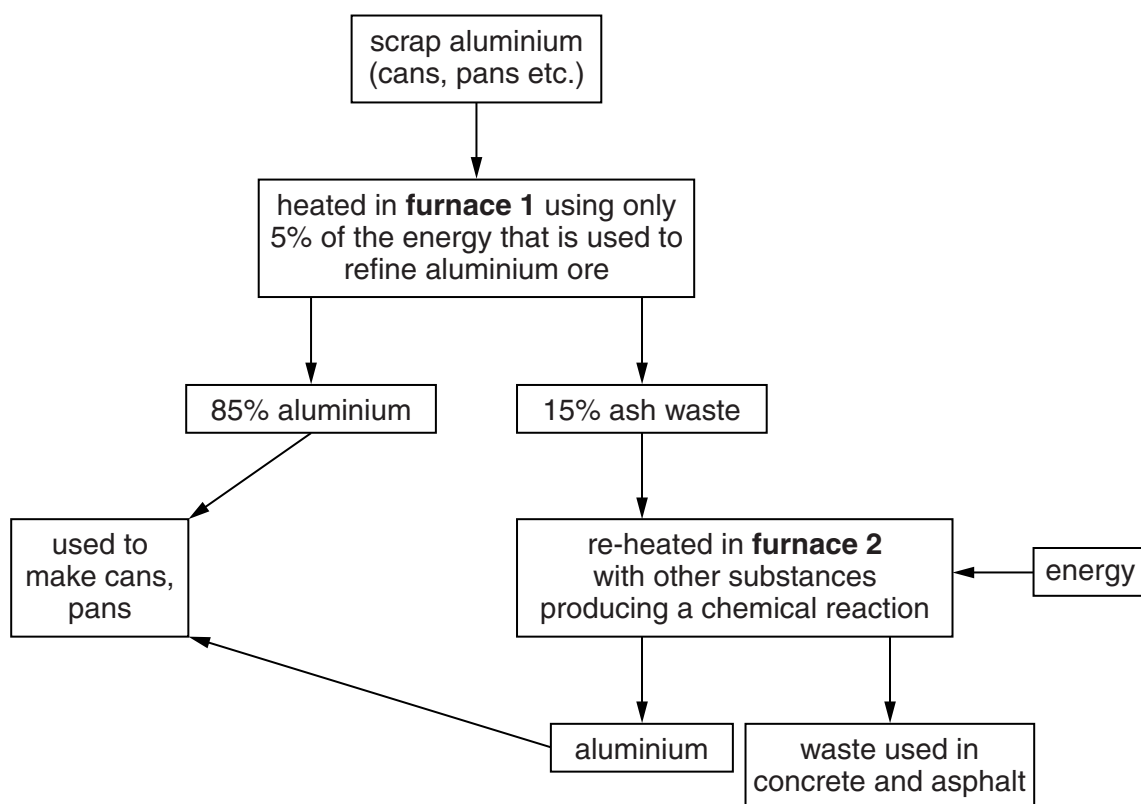 scrap aluminium
(cans, pans etc.)
heated in furnace 1 using only
5% of the energy that is used to
refine aluminium ore
85% aluminium
15% ash waste
used to
make cans,
pans
re-heated in furnace 2
with other substances
producing a chemical reaction
energy
aluminium
waste used in
concrete and asphalt